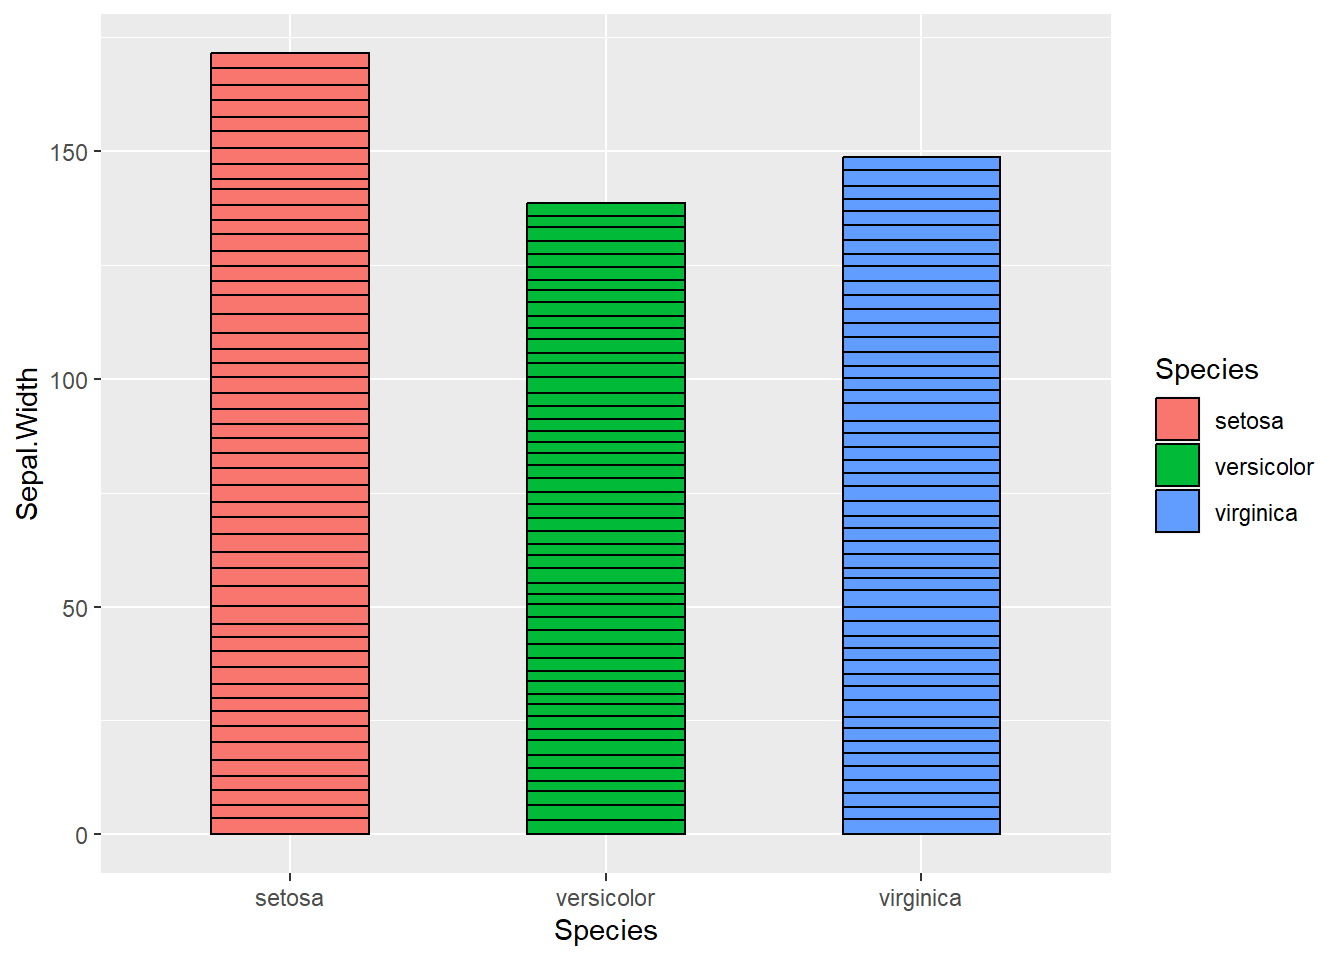 150
100
50
0
Sepal.Width
setosa
versicolor
virginica
Species
Species
setosa
versicolor
virginica